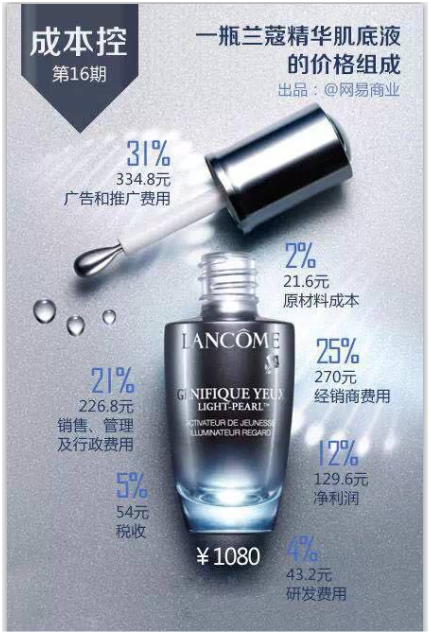 成本控
第16期
一瓶兰蔻精华肌底液
的价格组成
出品：@网易商业
31%
334.8元
广告和推广费用
2%
21.6元
原材料成本
LANCÔME
GÉNIFIQUE YEUX
LIGHT-PEARL™
ACTIVATEUR DE JEUNESSE
ILLUMINATEUR REGARD
25%
270元
经销商费用
21%
226.8元
销售、管理
及行政费用
12%
129.6元
净利润
5%
54元
税收
￥1080
4%
43.2元
研发费用